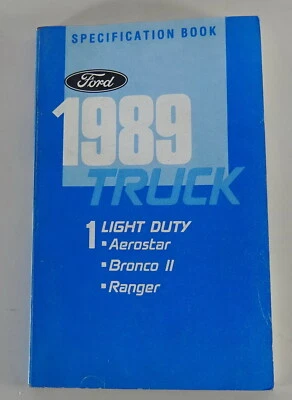 SPECIFICATION BOOK
Ford
1989
TRUCK
1 LIGHT DUTY
▪ Aerostar
▪ Bronco II
▪ Ranger